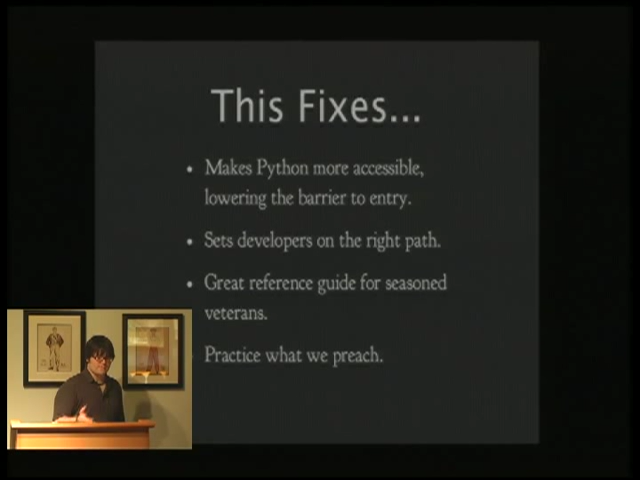 This Fixes...
• Makes Python more accessible,
lowering the barrier to entry.
• Sets developers on the right path.
• Great reference guide for seasoned
veterans.
Practice what we preach.